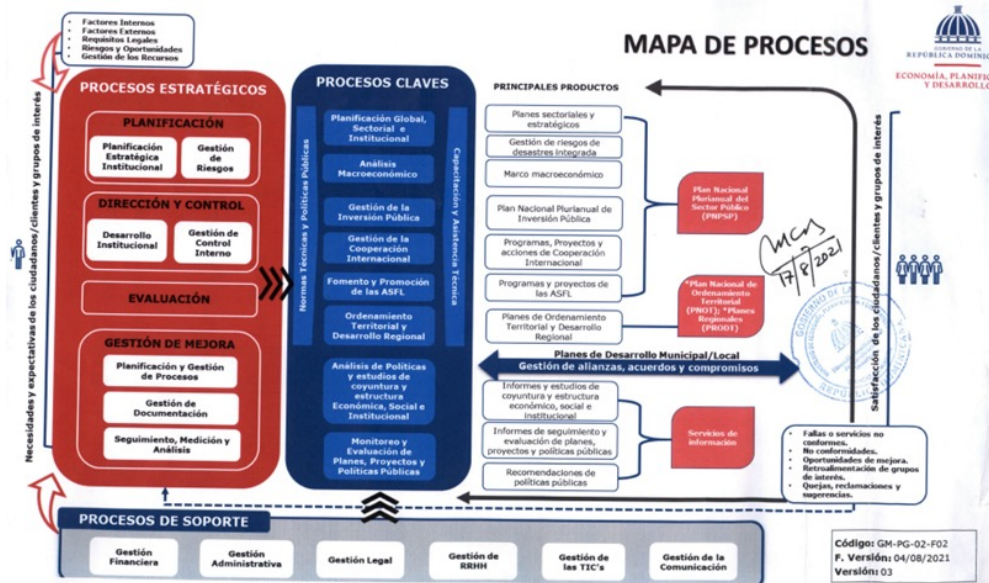 Factores Internos
Factores Externos
Requisitos Legales
Riesgos y Oportunidades
Gestión de los Recursos
MAPA DE PROCESOS
GOBIERNO DE LA
REPÚBLICA DOMINIC
ECONOMÍA, PLANIFIC
Y DESARROLLO
Necesidades y expectativas de los ciudadanos/clientes y grupos de interés
PROCESOS ESTRATÉGICOS
PLANIFICACIÓN
Planificación
Estratégica
Institucional
Gestión
de
Riesgos
DIRECCIÓN Y CONTROL
Desarrollo
Institucional
Gestión de
Control
Interno
EVALUACIÓN
GESTIÓN DE MEJORA
Planificación y Gestión
de Procesos
Gestión de
Documentación
Seguimiento, Medición y
Análisis
PROCESOS CLAVES
Normas Técnicas y Políticas Públicas
Capacitación y Asistencia Técnica
Planificación Global,
Sectorial e
Institucional
Análisis
Macroeconómico
Gestión de la
Inversión Pública
Gestión de la
Cooperación
Internacional
Fomento y Promoción
de las ASFL
Ordenamiento
Territorial y
Desarrollo Regional
Análisis de Políticas
y estudios de
coyuntura y
estructura
Económica, Social e
Institucional
Monitoreo y
Evaluación de
Planes, Proyectos y
Políticas Públicas
PRINCIPALES PRODUCTOS
Planes sectoriales y
estratégicos
Gestión de riesgos de
desastres integrada
Marco macroeconómico
Plan Nacional Plurianual de
Inversión Pública
Programas, Proyectos y
acciones de Cooperación
Internacional
Programas y proyectos de
las ASFL
Planes de Ordenamiento
Territorial y Desarrollo
Regional
Plan Nacional
Plurianual del
Sector Público
(PNPSP)
*Plan Nacional de
Ordenamiento
Territorial
(PNOT); *Planes
Regionales
(PRODT)
17/8/2021
Planes de Desarrollo Municipal/Local
Gestión de alianzas, acuerdos y compromisos
Informes y estudios de
coyuntura y estructura
económico, social e
Institucional
Informes de seguimiento y
evaluación de planes,
proyectos y políticas públicas
Recomendaciones de
políticas públicas
Servicios de
información
Satisfacción de los ciudadanos/clientes y grupos de interés
Fallas o servicios no
conformes.
No conformidades.
Oportunidades de mejora.
Retroalimentación de grupos
de interés.
Quejas, reclamaciones y
sugerencias.
PROCESOS DE SOPORTE
Gestión
Financiera
Gestión
Administrativa
Gestión Legal
Gestión de
RRHH
Gestión de
las TIC's
Gestión de la
Comunicación
Código: GM-PG-02-F02
F. Versión: 04/08/2021
Versión: 03